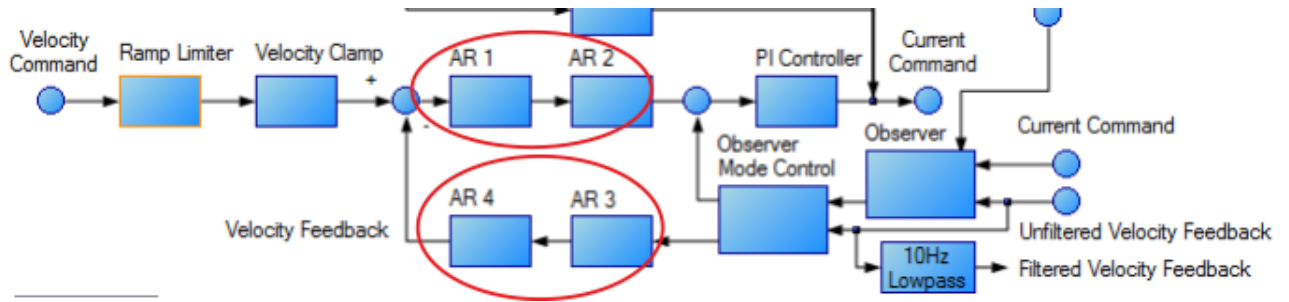 Velocity
Command
Ramp Limiter
Velocity Clamp
+
-
AR 1
AR 2
PI Controller
Current
Command
Observer
Current Command
Observer
Mode Control
AR 4
AR 3
Velocity Feedback
Unfiltered Velocity Feedback
10Hz
Lowpass
Filtered Velocity Feedback